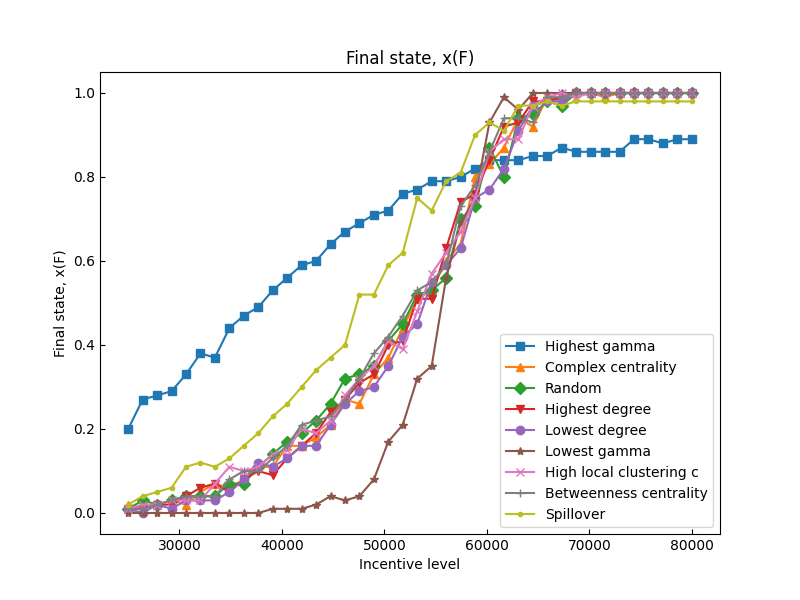 Final state, x(F)
1.0
0.8
0.6
0.4
0.2
0.0
Final state, x(F)
Highest gamma
Complex centrality
Random
Highest degree
Lowest degree
Lowest gamma
High local clustering c
Betweenness centrality
Spillover
30000 40000 50000 60000 70000 80000
Incentive level